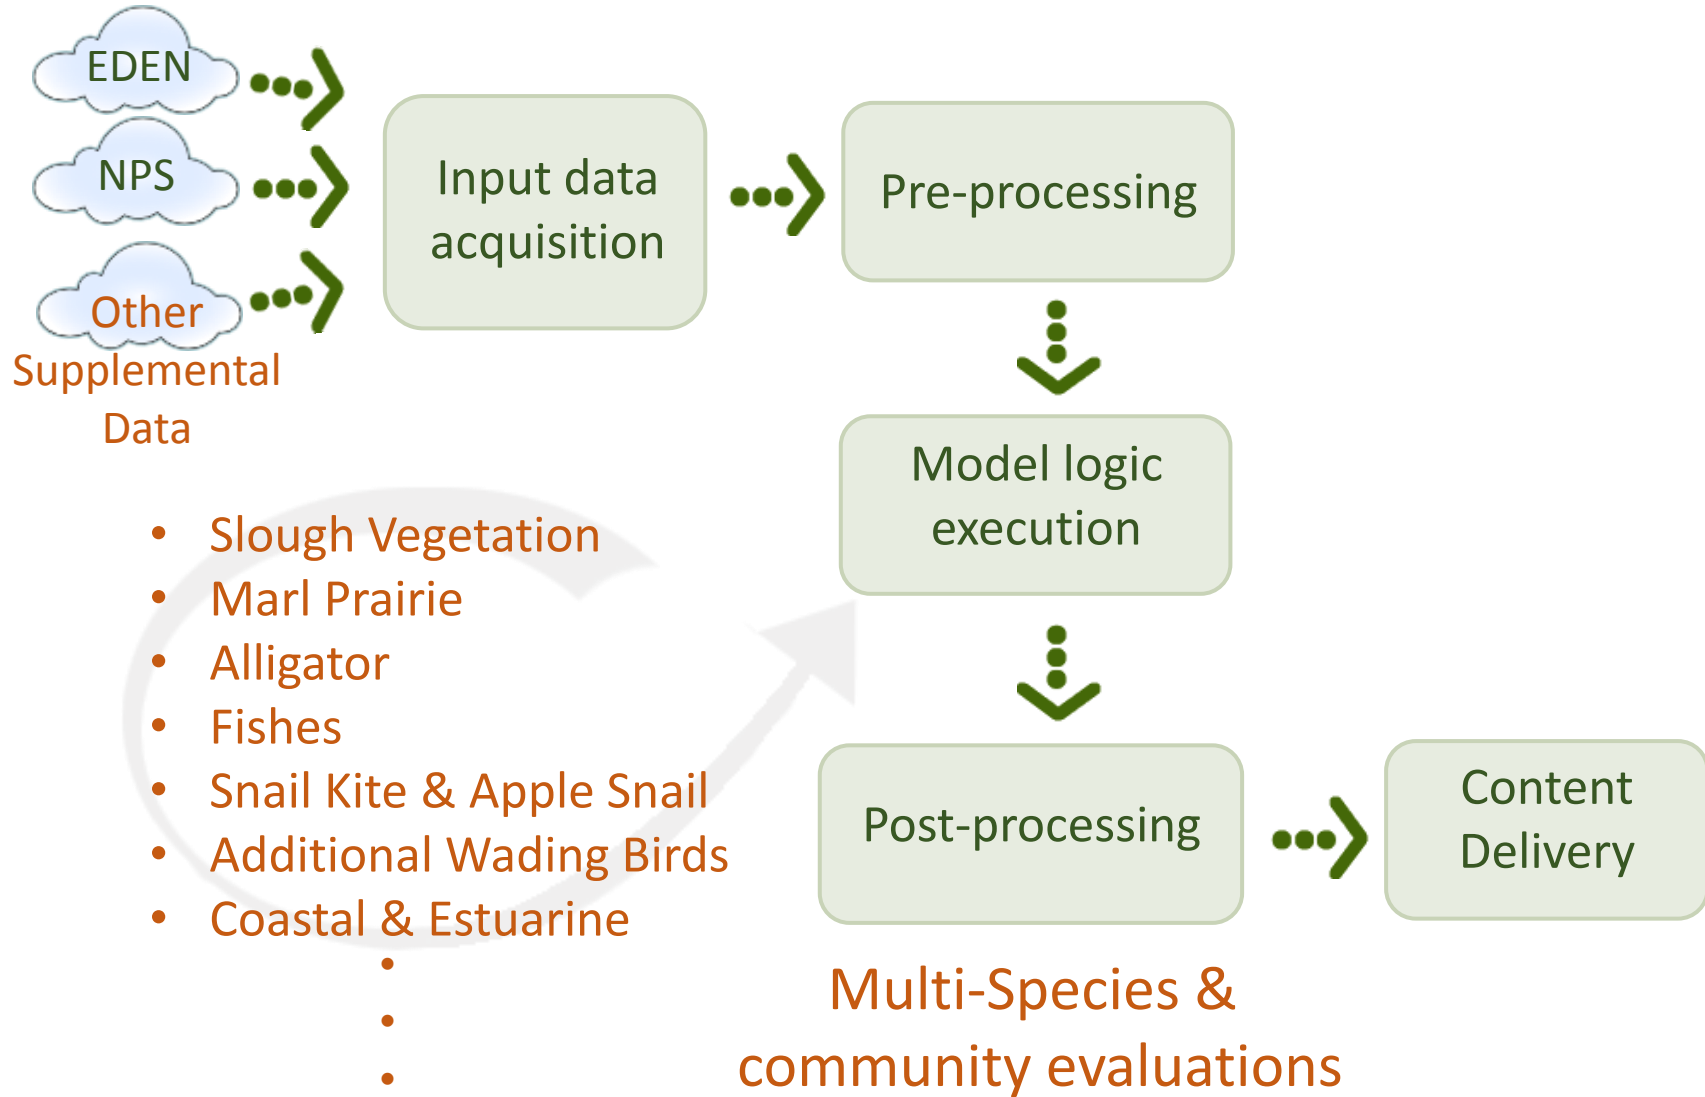 EDEN
NPS
Other
Supplemental
Data
Input data
acquisition
Pre-processing
Model logic
execution
Post-processing
Content
Delivery
• Slough Vegetation
• Marl Prairie
• Alligator
• Fishes
• Snail Kite & Apple Snail
• Additional Wading Birds
• Coastal & Estuarine
Multi-Species &
community evaluations